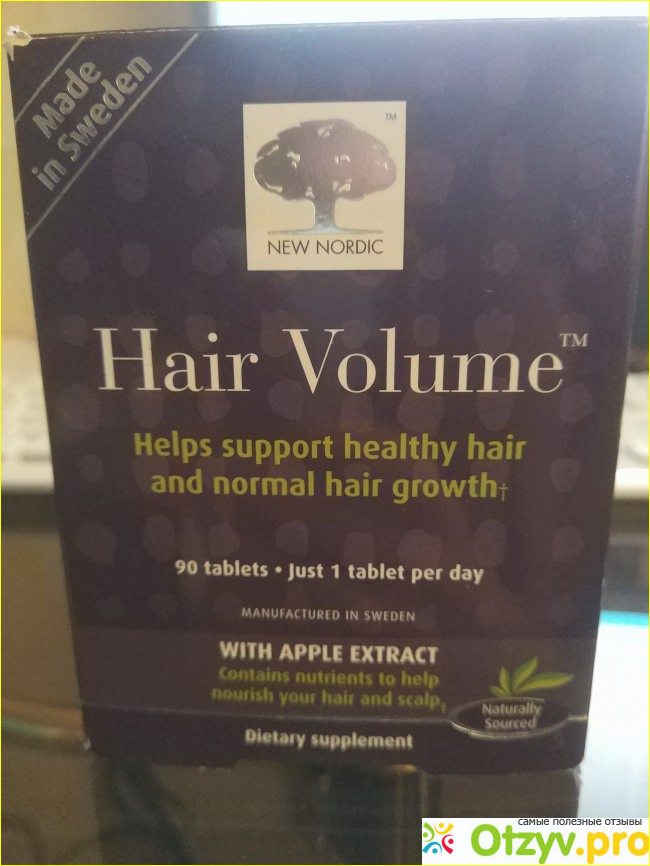 Made
in Sweden
TM
NEW NORDIC
Hair Volume™
Helps support healthy hair
and normal hair growth†
90 tablets • Just 1 tablet per day
MANUFACTURED IN SWEDEN
WITH APPLE EXTRACT
Contains nutrients to help
nourish your hair and scalp†
Naturally
Sourced
Dietary supplement
самые полезные отзывы
Otzyv.pro